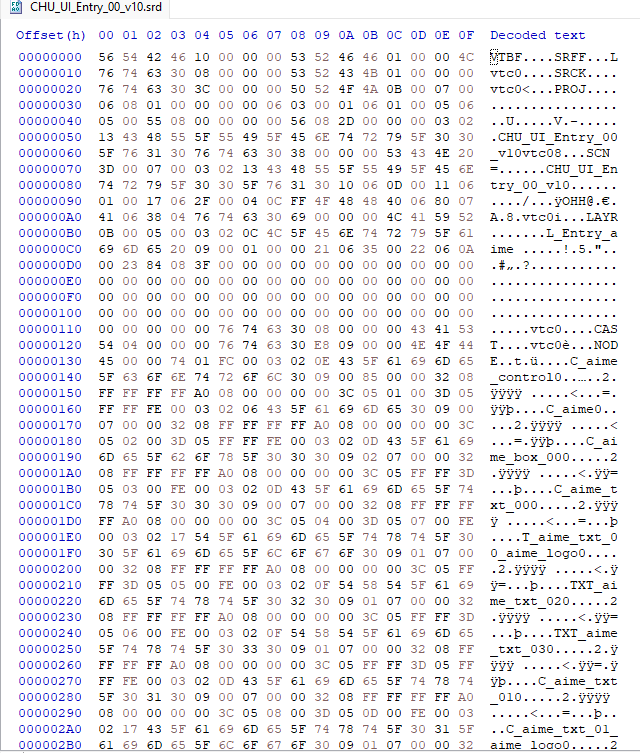 CHU_UI_Entry_00_v10.srd
Offset(h) 00 01 02 03 04 05 06 07 08 09 0A 0B 0C 0D 0E 0F Decoded text
00000000 56 54 42 46 10 00 00 00 53 52 46 46 01 00 00 4C VTBF....SRFF...L
00000010 76 74 63 30 08 00 00 00 53 52 43 4B 01 00 00 00 vtc0....SRCK....
00000020 76 74 63 30 3C 00 00 00 50 52 4F 4A 0B 00 07 00 vtc0<...PROJ....
00000030 06 08 01 00 00 00 06 03 00 01 06 01 00 05 06 ................
00000040 05 00 55 08 00 00 00 00 56 08 2D 00 00 00 03 02 ..U.....V.-.....
00000050 13 43 48 55 5F 55 49 5F 45 6E 74 72 79 5F 30 30 .CHU_UI_Entry_00
00000060 5F 76 31 30 76 74 63 30 38 00 00 00 53 43 4E 20 _v10vtc08...SCN 
00000070 3D 00 07 00 03 02 13 43 48 55 5F 55 49 5F 45 6E =......CHU_UI_En
00000080 74 72 79 5F 30 30 5F 76 31 30 10 06 0D 00 11 06 try_00_v10......
00000090 01 00 17 06 2F 00 04 0C FF 4F 48 48 40 06 80 07 ..../...ÿOHH@.€.
000000A0 41 06 38 04 76 74 63 30 69 00 00 00 4C 41 59 52 A.8.vtc0i...LAYR
000000B0 0B 00 05 00 03 02 0C 4C 5F 45 6E 74 72 79 5F 61 .......L_Entry_a
000000C0 69 6D 65 20 09 00 01 00 00 21 06 35 00 22 06 0A ime .....!.5."..
000000D0 00 23 84 08 3F 00 00 00 00 00 00 00 00 00 00 00 .#„.?...........
000000E0 00 00 00 00 00 00 00 00 00 00 00 00 00 00 00 00 ................
000000F0 00 00 00 00 00 00 00 00 00 00 00 00 00 00 00 00 ................
00000100 00 00 00 00 00 00 00 00 00 00 00 00 00 00 00 00 ................
00000110 00 00 00 00 00 76 74 63 30 08 00 00 00 43 41 53 .....vtc0....CAS
00000120 54 04 00 00 00 76 74 63 30 E8 09 00 00 4E 4F 44 T....vtc0è...NOD
00000130 45 00 00 74 01 FC 00 03 02 0E 43 5F 61 69 6D 65 E..t.ü....C_aime
00000140 5F 63 6F 6E 74 72 6F 6C 30 09 00 85 00 00 32 08 _control0..…..2.
00000150 FF FF FF FF A0 08 00 00 00 00 3C 05 01 00 3D 05 ÿÿÿÿ .....<...=.
00000160 FF FF FE 00 03 02 06 43 5F 61 69 6D 65 30 09 00 ÿÿþ....C_aime0..
00000170 07 00 00 32 08 FF FF FF FF A0 08 00 00 00 00 3C ...2.ÿÿÿÿ .....<
00000180 05 02 00 3D 05 FF FF FE 00 03 02 0D 43 5F 61 69 ...=.ÿÿþ....C_ai
00000190 6D 65 5F 62 6F 78 5F 30 30 30 09 02 07 00 00 32 me_box_000.....2
000001A0 08 FF FF FF FF A0 08 00 00 00 00 3C 05 FF FF 3D .ÿÿÿÿ .....<.ÿÿ=
000001B0 05 03 00 FE 00 03 02 0D 43 5F 61 69 6D 65 5F 74 ...þ....C_aime_t
000001C0 78 74 5F 30 30 30 09 00 07 00 00 32 08 FF FF FF xt_000.....2.ÿÿÿ
000001D0 FF A0 08 00 00 00 00 3C 05 04 00 3D 05 07 00 FE ÿ .....<...=...þ
000001E0 00 03 02 17 54 5F 61 69 6D 65 5F 74 78 74 5F 30 ....T_aime_txt_0
000001F0 30 5F 61 69 6D 65 5F 6C 6F 67 6F 30 09 01 07 00 0_aime_logo0....
00000200 00 32 08 FF FF FF FF A0 08 00 00 00 00 3C 05 FF .2.ÿÿÿÿ .....<.ÿ
00000210 FF 3D 05 05 00 FE 00 03 02 0F 54 58 54 5F 61 69 ÿ=...þ....TXT_ai
00000220 6D 65 5F 74 78 74 5F 30 32 30 09 01 07 00 00 32 me_txt_020.....2
00000230 08 FF FF FF FF A0 08 00 00 00 00 3C 05 FF FF 3D .ÿÿÿÿ .....<.ÿÿ=
00000240 05 06 00 FE 00 03 02 0F 54 58 54 5F 61 69 6D 65 ...þ....TXT_aime
00000250 5F 74 78 74 5F 30 33 30 09 01 07 00 00 32 08 FF _txt_030.....2.ÿ
00000260 FF FF FF A0 08 00 00 00 00 3C 05 FF FF 3D 05 FF ÿÿÿ .....<.ÿÿ=.ÿ
00000270 FF FE 00 03 02 0D 43 5F 61 69 6D 65 5F 74 78 74 ÿþ....C_aime_txt
00000280 5F 30 31 30 09 00 07 00 00 32 08 FF FF FF FF A0 _010.....2.ÿÿÿÿ 
00000290 08 00 00 00 00 3C 05 08 00 3D 05 0D 00 FE 00 03 .....<...=...þ..
000002A0 02 17 43 5F 61 69 6D 65 5F 74 78 74 5F 30 31 5F ..C_aime_txt_01_
000002B0 61 69 6D 65 5F 6C 6F 67 6F 30 09 01 07 00 00 32 aime_logo0.....2